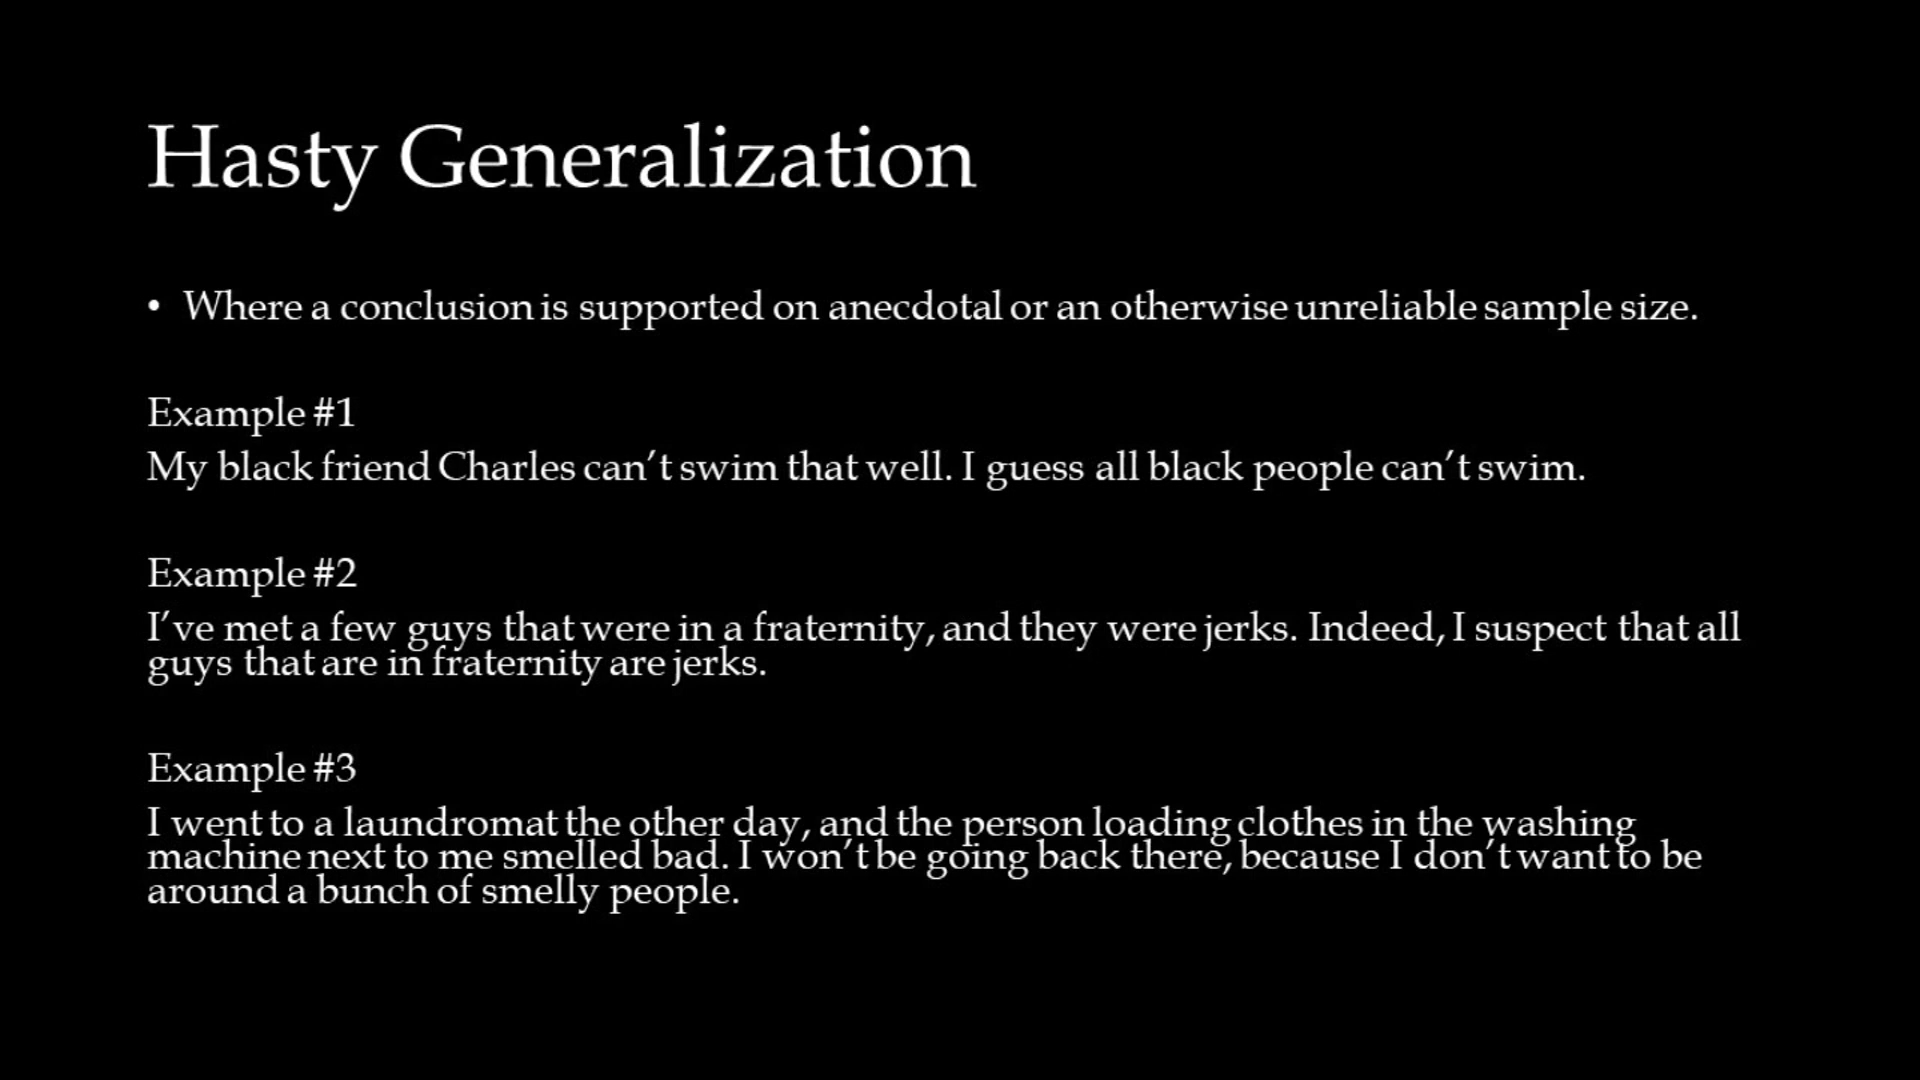 Hasty Generalization
• Where a conclusion is supported on anecdotal or an otherwise unreliable sample size.
Example #1
My black friend Charles can’t swim that well. I guess all black people can’t swim.
Example #2
I’ve met a few guys that were in a fraternity, and they were jerks. Indeed, I suspect that all
guys that are in fraternity are jerks.
Example #3
I went to a laundromat the other day, and the person loading clothes in the washing
machine next to me smelled bad. I won’t be going back there, because I don’t want to be
around a bunch of smelly people.